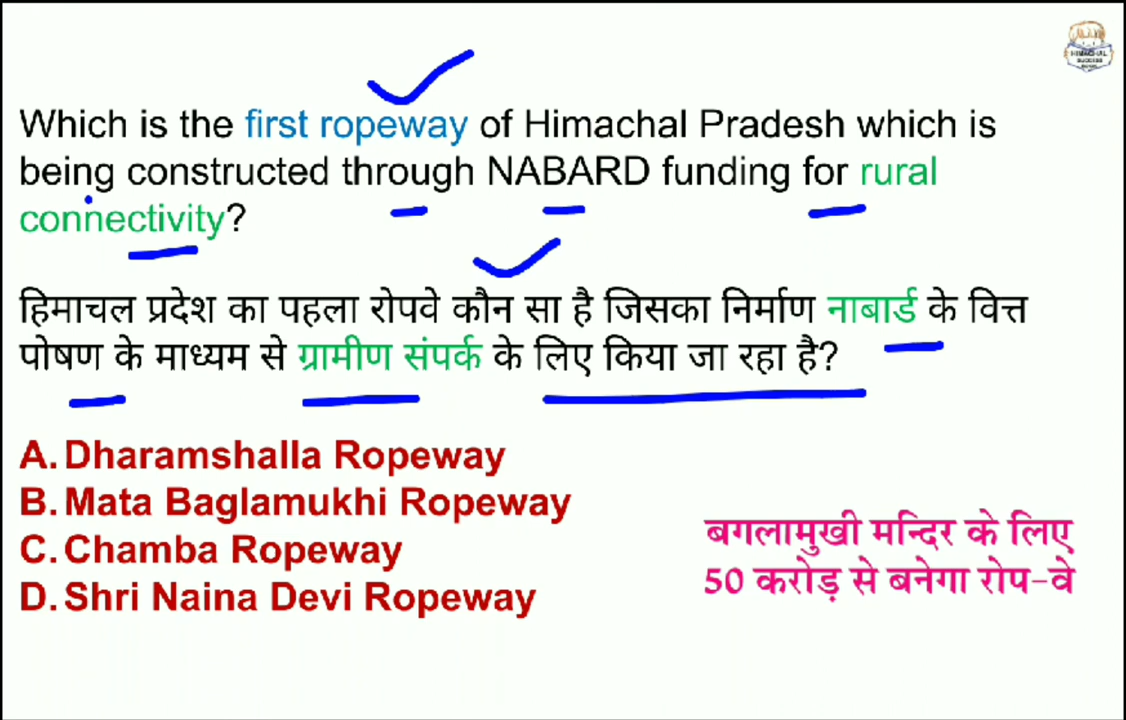 HIMACHAL
SUCCESS
Which is the first ropeway of Himachal Pradesh which is
being constructed through NABARD funding for rural
connectivity?
हिमाचल प्रदेश का पहला रोपवे कौन सा है जिसका निर्माण नाबार्ड के वित्त
पोषण के माध्यम से ग्रामीण संपर्क के लिए किया जा रहा है?
A. Dharamshalla Ropeway
B. Mata Baglamukhi Ropeway
C. Chamba Ropeway
D. Shri Naina Devi Ropeway
बगलामुखी मन्दिर के लिए
50 करोड़ से बनेगा रोप-वे